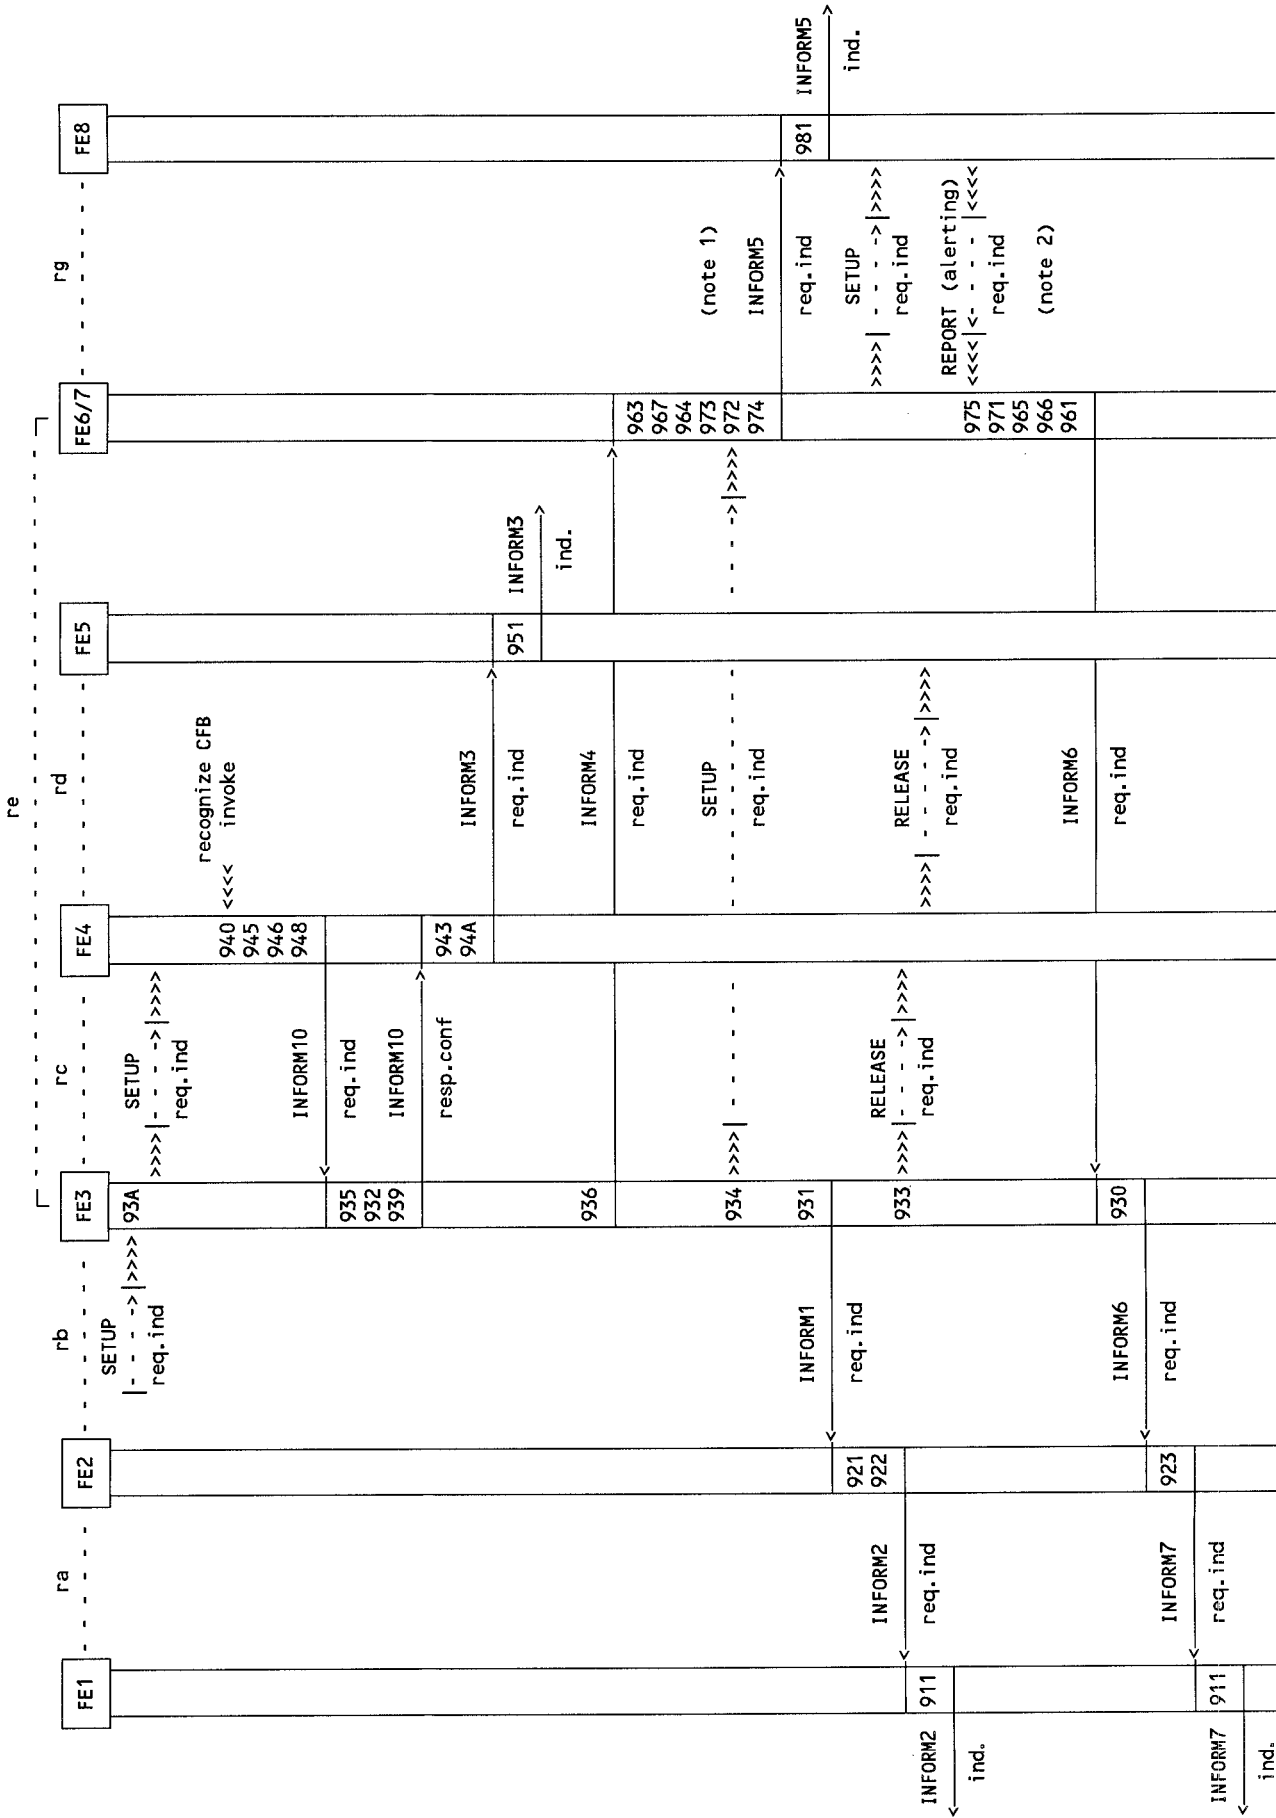 re
ra rb rc rd rg
FE1 FE2 FE3 FE4 FE5 FE6/7 FE8
SETUP
|- - - ->|>>>>
req.ind
93A
SETUP
>>>>|- - - ->|>>>>
req.ind
<<<< recognize CFB
invoke
940
945
946
948
INFORM10
req.ind
935
932
939
INFORM10
resp.conf
943
94A
INFORM3
req.ind
951
INFORM3
ind.
936
INFORM4
req.ind
963
967
964
973
972
974
934
SETUP
>>>>|- - - - - - - - - - - ->|>>>>
req.ind
(note 1)
INFORM5
req.ind
981
INFORM5
ind.
931
INFORM1
req.ind
921
922
SETUP
>>>>|- - - ->|>>>>
req.ind
933
RELEASE
>>>>|- - - ->|>>>>
req.ind
RELEASE
>>>>|- - - ->|>>>>
req.ind
INFORM2
req.ind
911
INFORM2
ind.
REPORT (alerting)
<<<<|<- - - -|<<<<
req.ind
(note 2)
975
971
965
966
961
INFORM6
req.ind
930
INFORM6
req.ind
923
INFORM7
req.ind
911
INFORM7
ind.